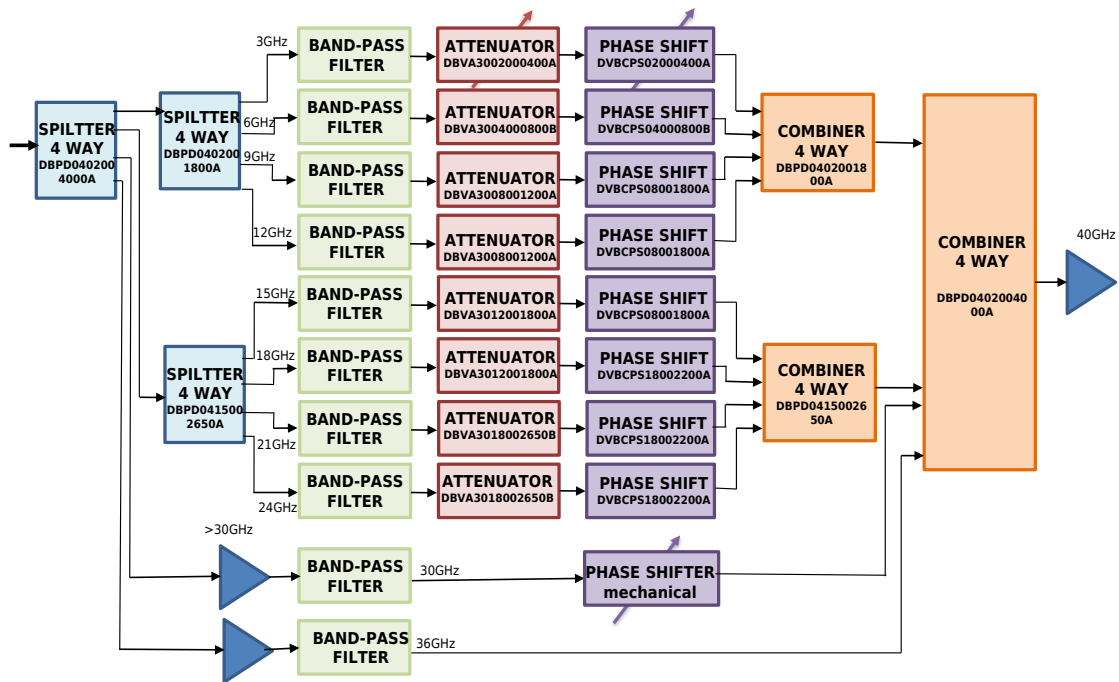 3GHz
BAND-PASS
FILTER
ATTENUATOR
DBVA3002000400A
PHASE SHIFT
DVBCPS02000400A
SPILTTER
4 WAY
DBPD040200
4000A
SPILTTER
4 WAY
DBPD040200
1800A
6GHz
BAND-PASS
FILTER
ATTENUATOR
DBVA3004000800B
PHASE SHIFT
DVBCPS04000800B
COMBINER
4 WAY
DBPD04020018
00A
9GHz
BAND-PASS
FILTER
ATTENUATOR
DBVA3008001200A
PHASE SHIFT
DVBCPS08001800A
12GHz
BAND-PASS
FILTER
ATTENUATOR
DBVA3008001200A
PHASE SHIFT
DVBCPS08001800A
COMBINER
4 WAY
DBPD04020040
00A
40GHz
15GHz
BAND-PASS
FILTER
ATTENUATOR
DBVA3012001800A
PHASE SHIFT
DVBCPS08001800A
18GHz
BAND-PASS
FILTER
ATTENUATOR
DBVA3012001800A
PHASE SHIFT
DVBCPS18002200A
SPILTTER
4 WAY
DBPD041500
2650A
COMBINER
4 WAY
DBPD04150026
50A
21GHz
BAND-PASS
FILTER
ATTENUATOR
DBVA3018002650B
PHASE SHIFT
DVBCPS18002200A
24GHz
BAND-PASS
FILTER
ATTENUATOR
DBVA3018002650B
PHASE SHIFT
DVBCPS18002200A
>30GHz
BAND-PASS
FILTER
30GHz
PHASE SHIFTER
mechanical
BAND-PASS
FILTER
36GHz